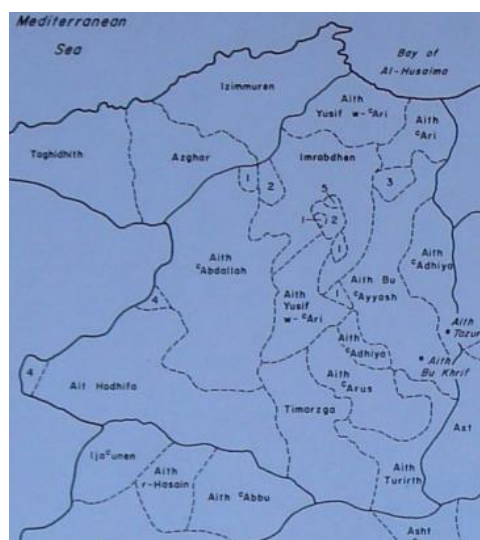 Mediterranean
Sea
Bay of
Al-Husaima
Izimmuren
Aith
Yusif w-ᶜAri
Aith
ᶜAri
Taghidhith
Azghar
Imrabdhen
1
2
3
5
1
2
1
Aith
ᶜAbdallah
Aith
ᶜAdhiya
Aith Bu
ᶜAyyash
1
4
Aith
Yusif
w-ᶜAri
Aith
ᶜAdhiya
Aith
Aith
Bu Khrif
4
Ait Hadhifa
Aith
ᶜArus
Timarzga
Ast
Ijaᶜunen
Aith
r-Hasain
Aith ᶜAbbu
Aith
Turirth
Asht